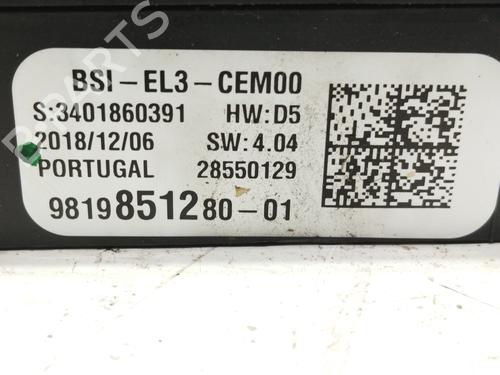 BSI-EL3-CEM00
S:3401860391 HW:D5
2018/12/06 SW:4.04
PORTUGAL 28550129
9819851280-01